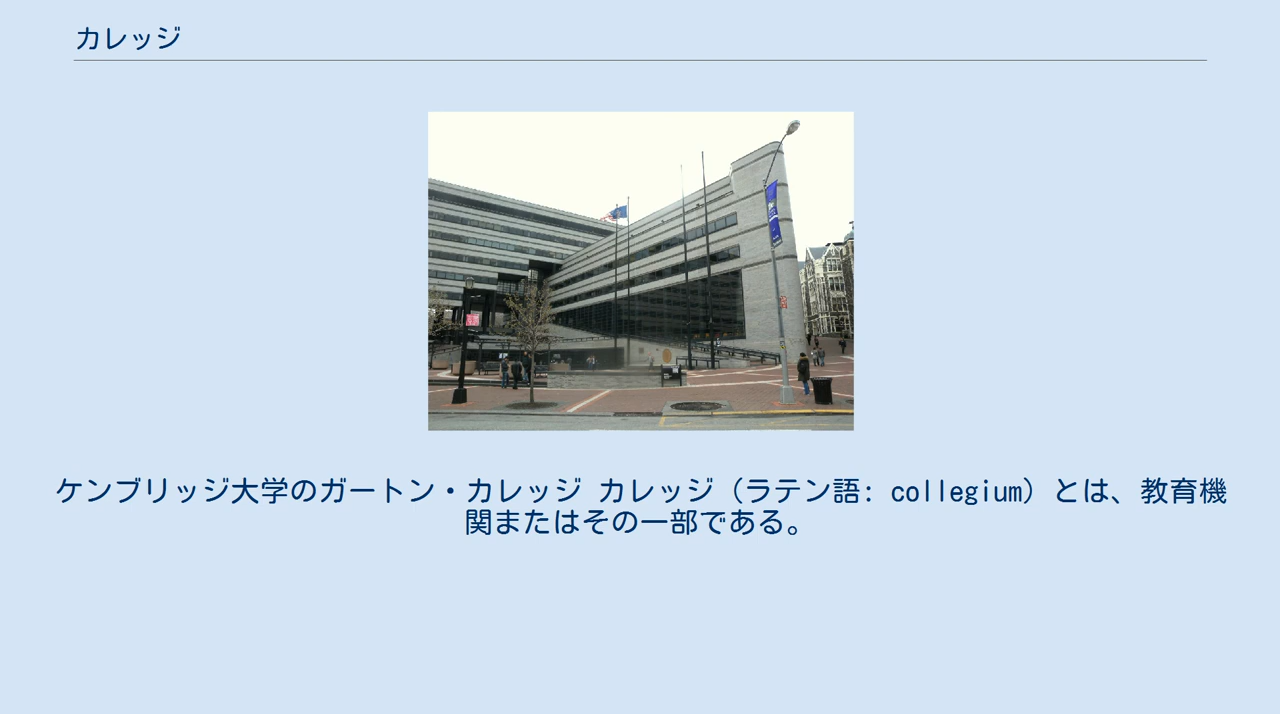 カレッジ
ケンブリッジ大学のガートン・カレッジ カレッジ（ラテン語: collegium）とは、教育機
関またはその一部である。